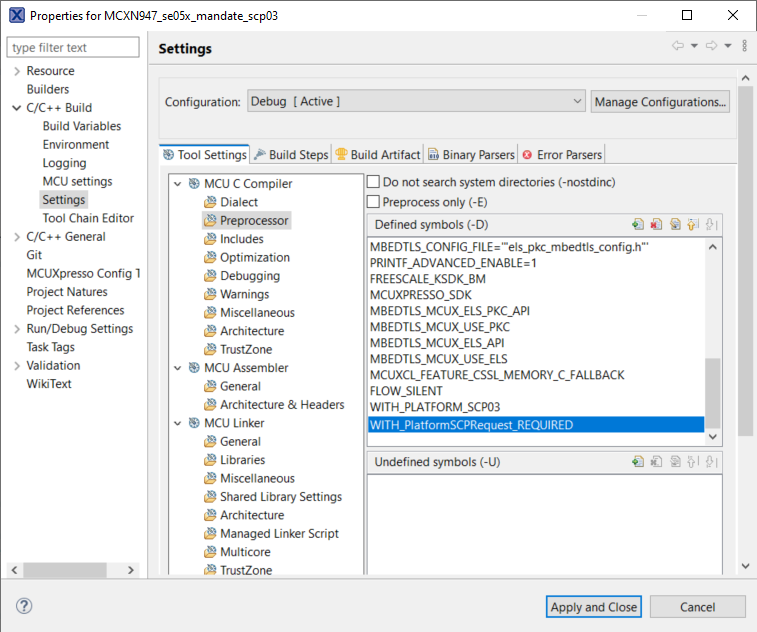 Properties for MCXN947_se05x_mandate_scp03
type filter text
Resource
Builders
C/C++ Build
Build Variables
Environment
Logging
MCU settings
Settings
Tool Chain Editor
C/C++ General
Git
MCUXpresso Config T
Project Natures
Project References
Run/Debug Settings
Task Tags
Validation
WikiText
Settings
Configuration:
Debug [ Active ]
Manage Configurations...
Tool Settings
Build Steps
Build Artifact
Binary Parsers
Error Parsers
MCU C Compiler
Dialect
Preprocessor
Includes
Optimization
Debugging
Warnings
Miscellaneous
Architecture
TrustZone
MCU Assembler
General
Architecture & Headers
MCU Linker
General
Libraries
Miscellaneous
Shared Library Settings
Architecture
Managed Linker Script
Multicore
TrustZone
Do not search system directories (-nostdinc)
Preprocess only (-E)
Defined symbols (-D)
MBEDTLS_CONFIG_FILE='"els_pkc_mbedtls_config.h"'
PRINTF_ADVANCED_ENABLE=1
FREESCALE_KSDK_BM
MCUXPRESSO_SDK
MBEDTLS_MCUX_ELS_PKC_API
MBEDTLS_MCUX_USE_PKC
MBEDTLS_MCUX_ELS_API
MBEDTLS_MCUX_USE_ELS
MCUXCL_FEATURE_CSSL_MEMORY_C_FALLBACK
FLOW_SILENT
WITH_PLATFORM_SCP03
WITH_PlatformSCPRequest_REQUIRED
Undefined symbols (-U)
Apply and Close
Cancel